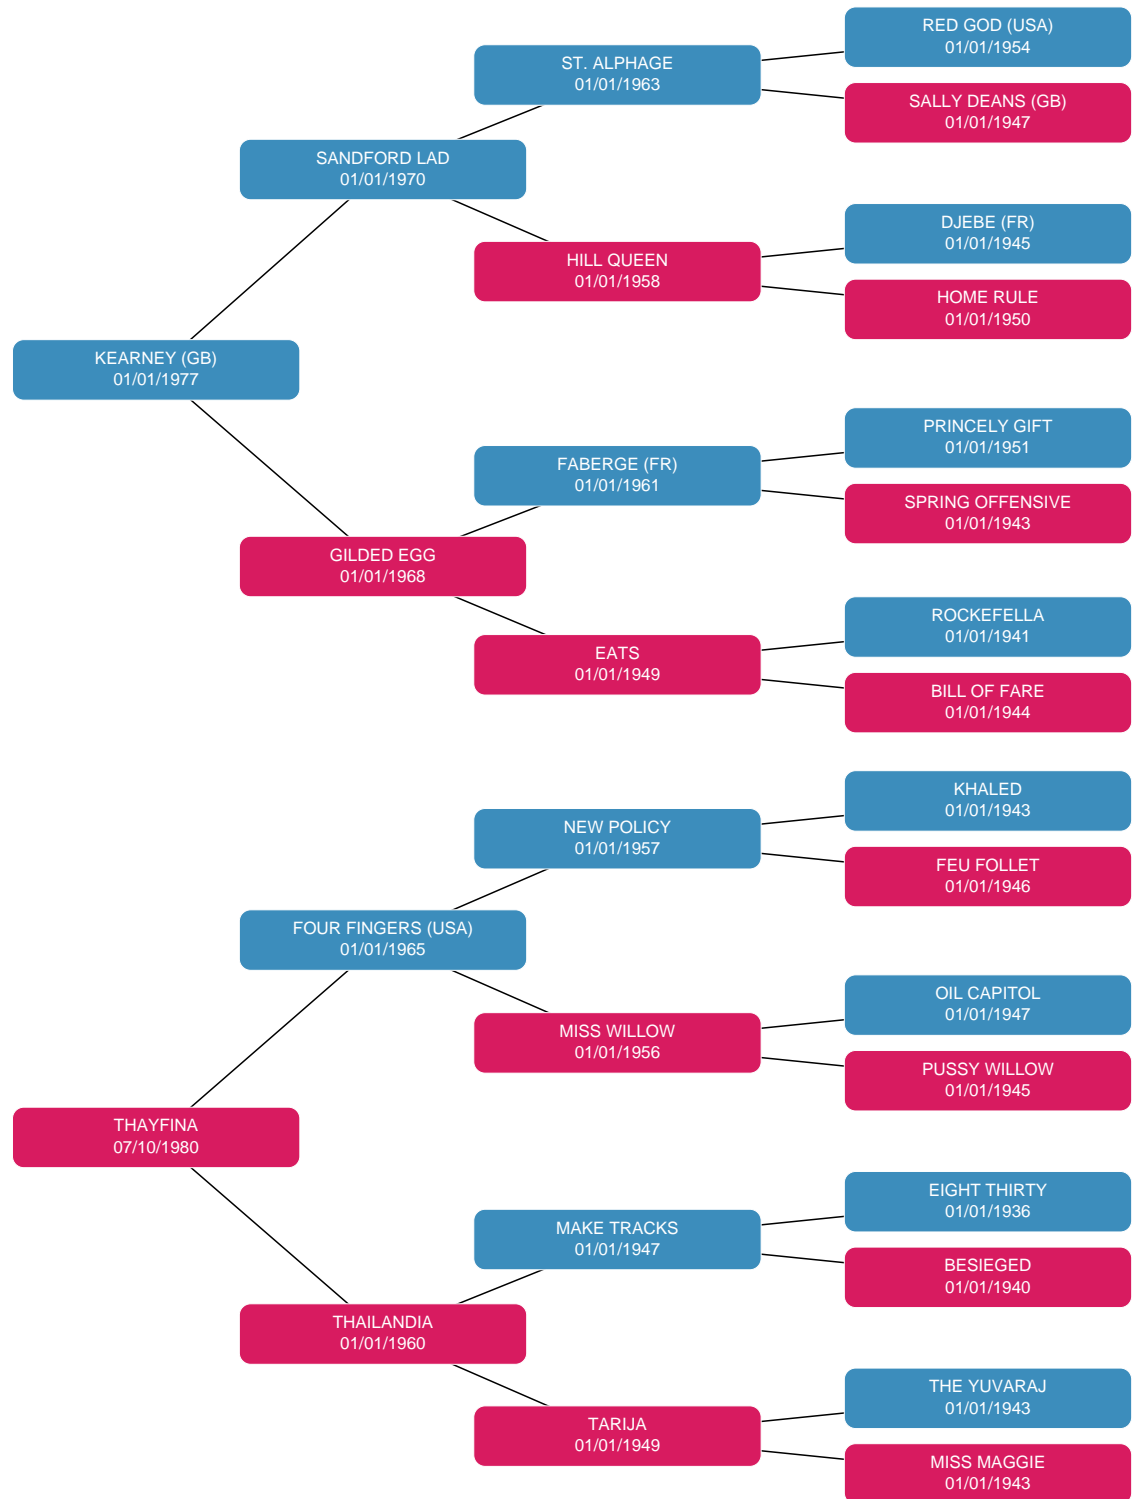 RED GOD (USA)
01/01/1954
ST. ALPHAGE
01/01/1963
SALLY DEANS (GB)
01/01/1947
SANDFORD LAD
01/01/1970
DJEBE (FR)
01/01/1945
HILL QUEEN
01/01/1958
HOME RULE
01/01/1950
KEARNEY (GB)
01/01/1977
PRINCELY GIFT
01/01/1951
FABERGE (FR)
01/01/1961
SPRING OFFENSIVE
01/01/1943
GILDED EGG
01/01/1968
ROCKEFELLA
01/01/1941
EATS
01/01/1949
BILL OF FARE
01/01/1944
KHALED
01/01/1943
NEW POLICY
01/01/1957
FEU FOLLET
01/01/1946
FOUR FINGERS (USA)
01/01/1965
OIL CAPITOL
01/01/1947
MISS WILLOW
01/01/1956
PUSSY WILLOW
01/01/1945
THAYFINA
07/10/1980
EIGHT THIRTY
01/01/1936
MAKE TRACKS
01/01/1947
BESIEGED
01/01/1940
THAILANDIA
01/01/1960
THE YUVARAJ
01/01/1943
TARIJA
01/01/1949
MISS MAGGIE
01/01/1943